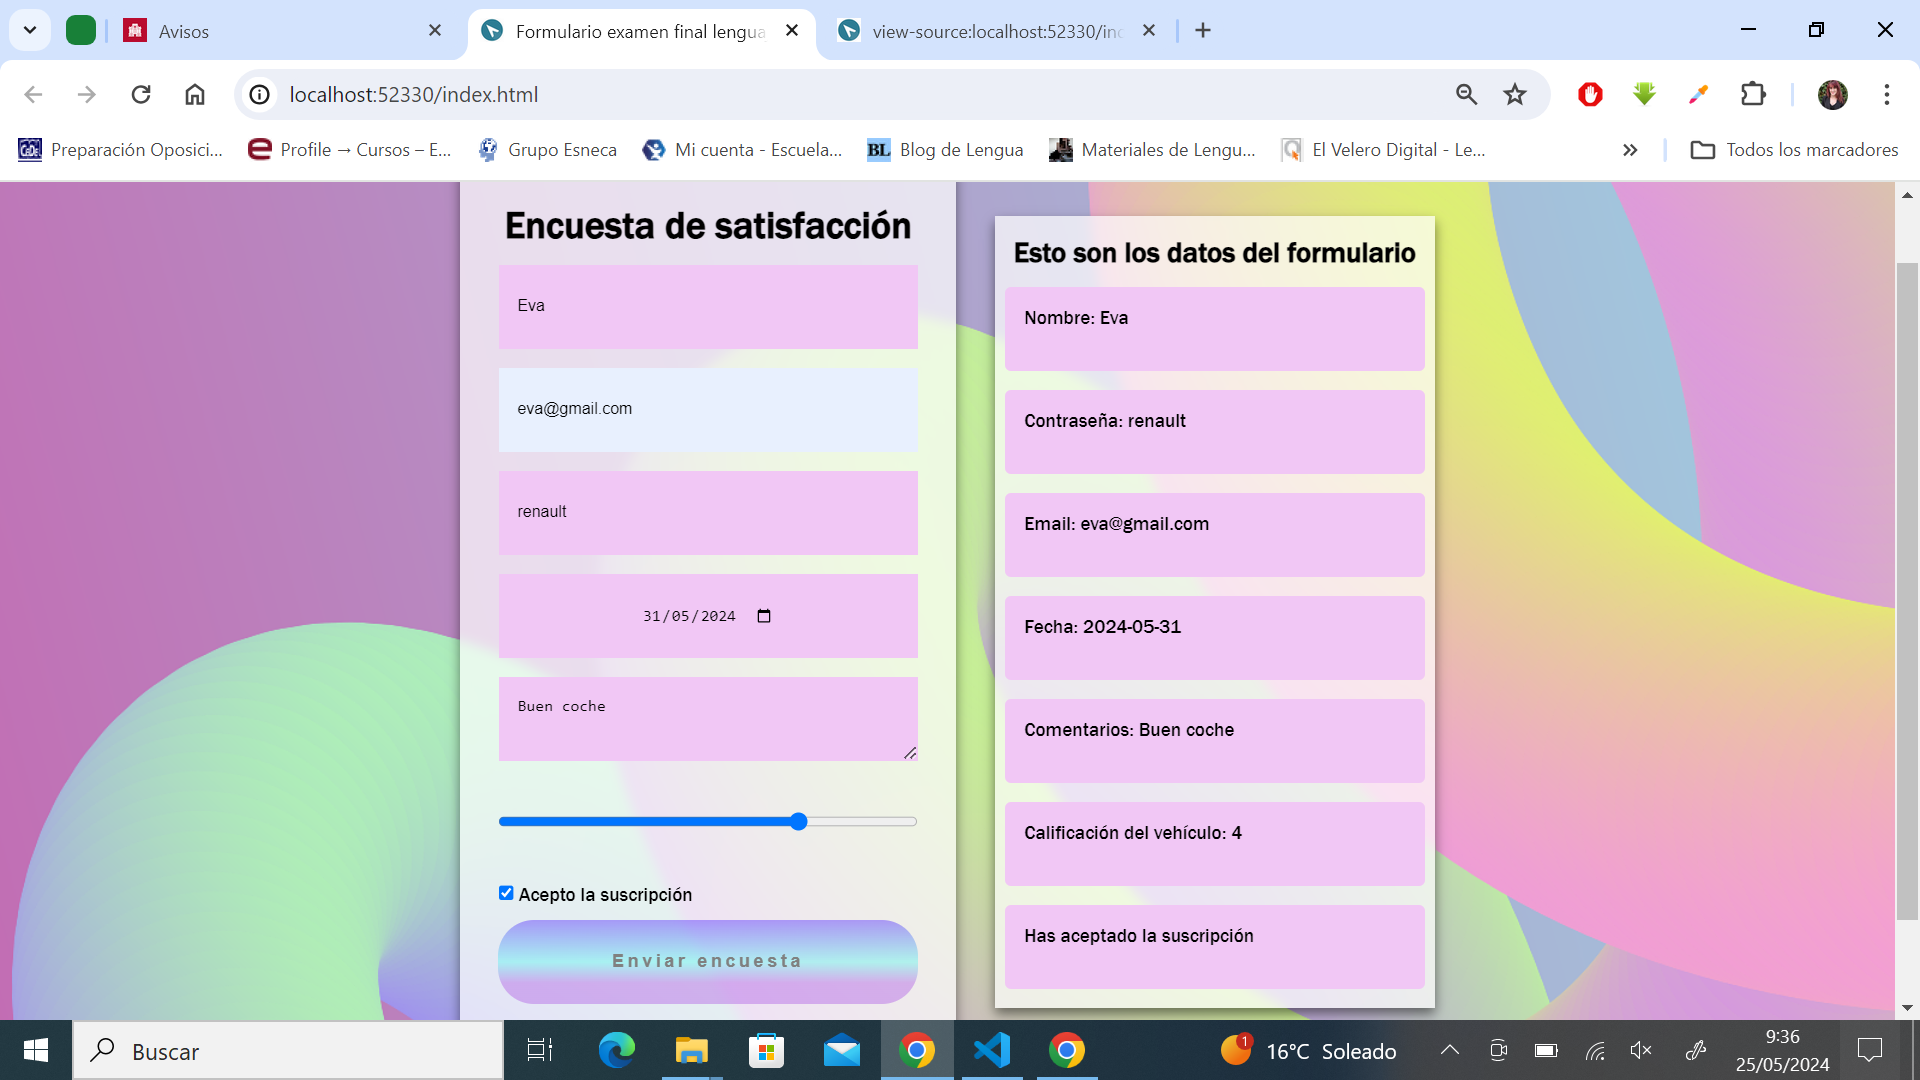 Avisos
Formulario examen final lengua
view-source:localhost:52330/in
localhost:52330/index.html
CEDE
Preparación Oposici...
Profile → Cursos – E...
Grupo Esneca
Mi cuenta - Escuela...
BL
Blog de Lengua
Materiales de Lengu...
El Velero Digital - Le...
Todos los marcadores
Encuesta de satisfacción
Eva
eva@gmail.com
renault
31/05/2024
Buen coche
Acepto la suscripción
Enviar encuesta
Esto son los datos del formulario
Nombre: Eva
Contraseña: renault
Email: eva@gmail.com
Fecha: 2024-05-31
Comentarios: Buen coche
Calificación del vehículo: 4
Has aceptado la suscripción
Buscar
1
16°C Soleado
9:36
25/05/2024